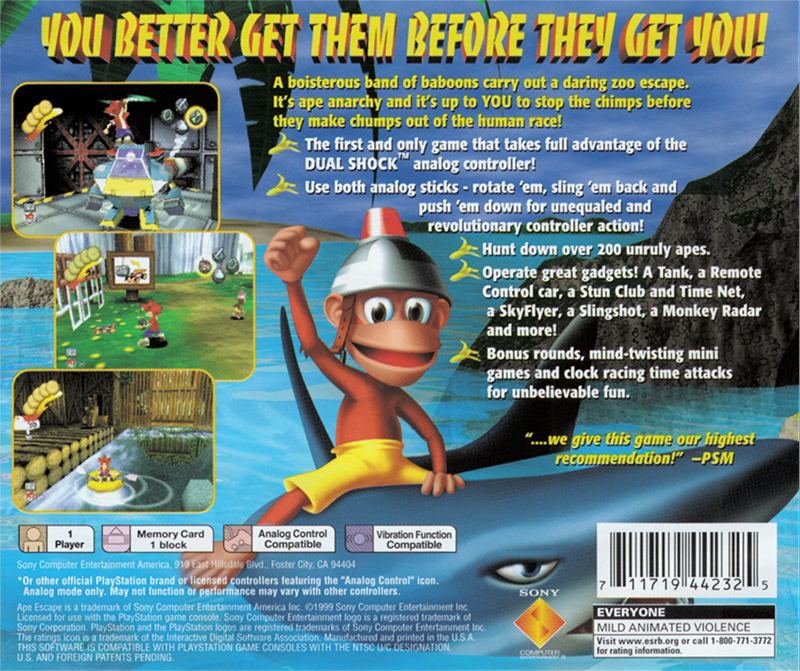 YOU BETTER GET THEM BEFORE THEY GET YOU!
A boisterous band of baboons carry out a daring zoo escape.
It's ape anarchy and it's up to YOU to stop the chimps before
they make chumps out of the human race!
The first and only game that takes full advantage of the
DUAL SHOCK™ analog controller!
Use both analog sticks - rotate 'em, sling 'em back and
push 'em down for unequaled and
revolutionary controller action!
Hunt down over 200 unruly apes.
Operate great gadgets! A Tank, a Remote
Control car, a Stun Club and Time Net,
a SkyFlyer, a Slingshot, a Monkey Radar
and more!
Bonus rounds, mind-twisting mini
games and clock racing time attacks
for unbelievable fun.
"....we give this game our highest
recommendation!" –PSM
1
Player
Memory Card
1 block
Analog Control
Compatible
Vibration Function
Compatible
Sony Computer Entertainment America, 919 East Hillsdale Blvd., Foster City, CA 94404
*Or other official PlayStation brand or licensed controllers featuring the "Analog Control" icon.
Analog mode only. May not function or performance may vary with other controllers.
Ape Escape is a trademark of Sony Computer Entertainment America Inc. ©1999 Sony Computer Entertainment Inc.
Licensed for use with the PlayStation game console. Sony Computer Entertainment logo is a registered trademark of
Sony Corporation. PlayStation and the PlayStation logos are registered trademarks of Sony Computer Entertainment Inc.
The ratings icon is a trademark of the Interactive Digital Software Association. Manufactured and printed in the U.S.A.
THIS SOFTWARE IS COMPATIBLE WITH PLAYSTATION GAME CONSOLES WITH THE NTSC U/C DESIGNATION.
U.S. AND FOREIGN PATENTS PENDING.
SONY
COMPUTER
ENTERTAINMENT
7 11719 44232 5
EVERYONE
MILD ANIMATED VIOLENCE
Visit www.esrb.org or call 1-800-771-3772
for rating information.